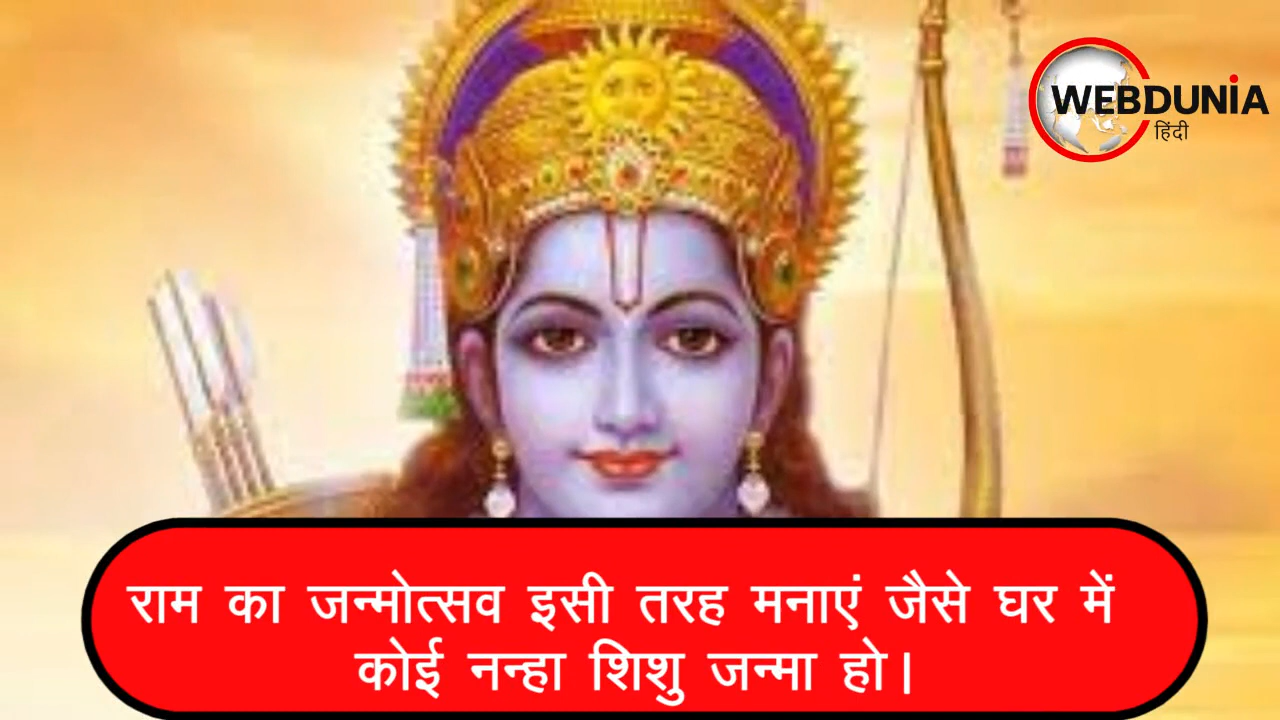 WEBDUNIA
हिंदी
राम का जन्मोत्सव इसी तरह मनाएं जैसे घर में
कोई नन्हा शिशु जन्मा हो।